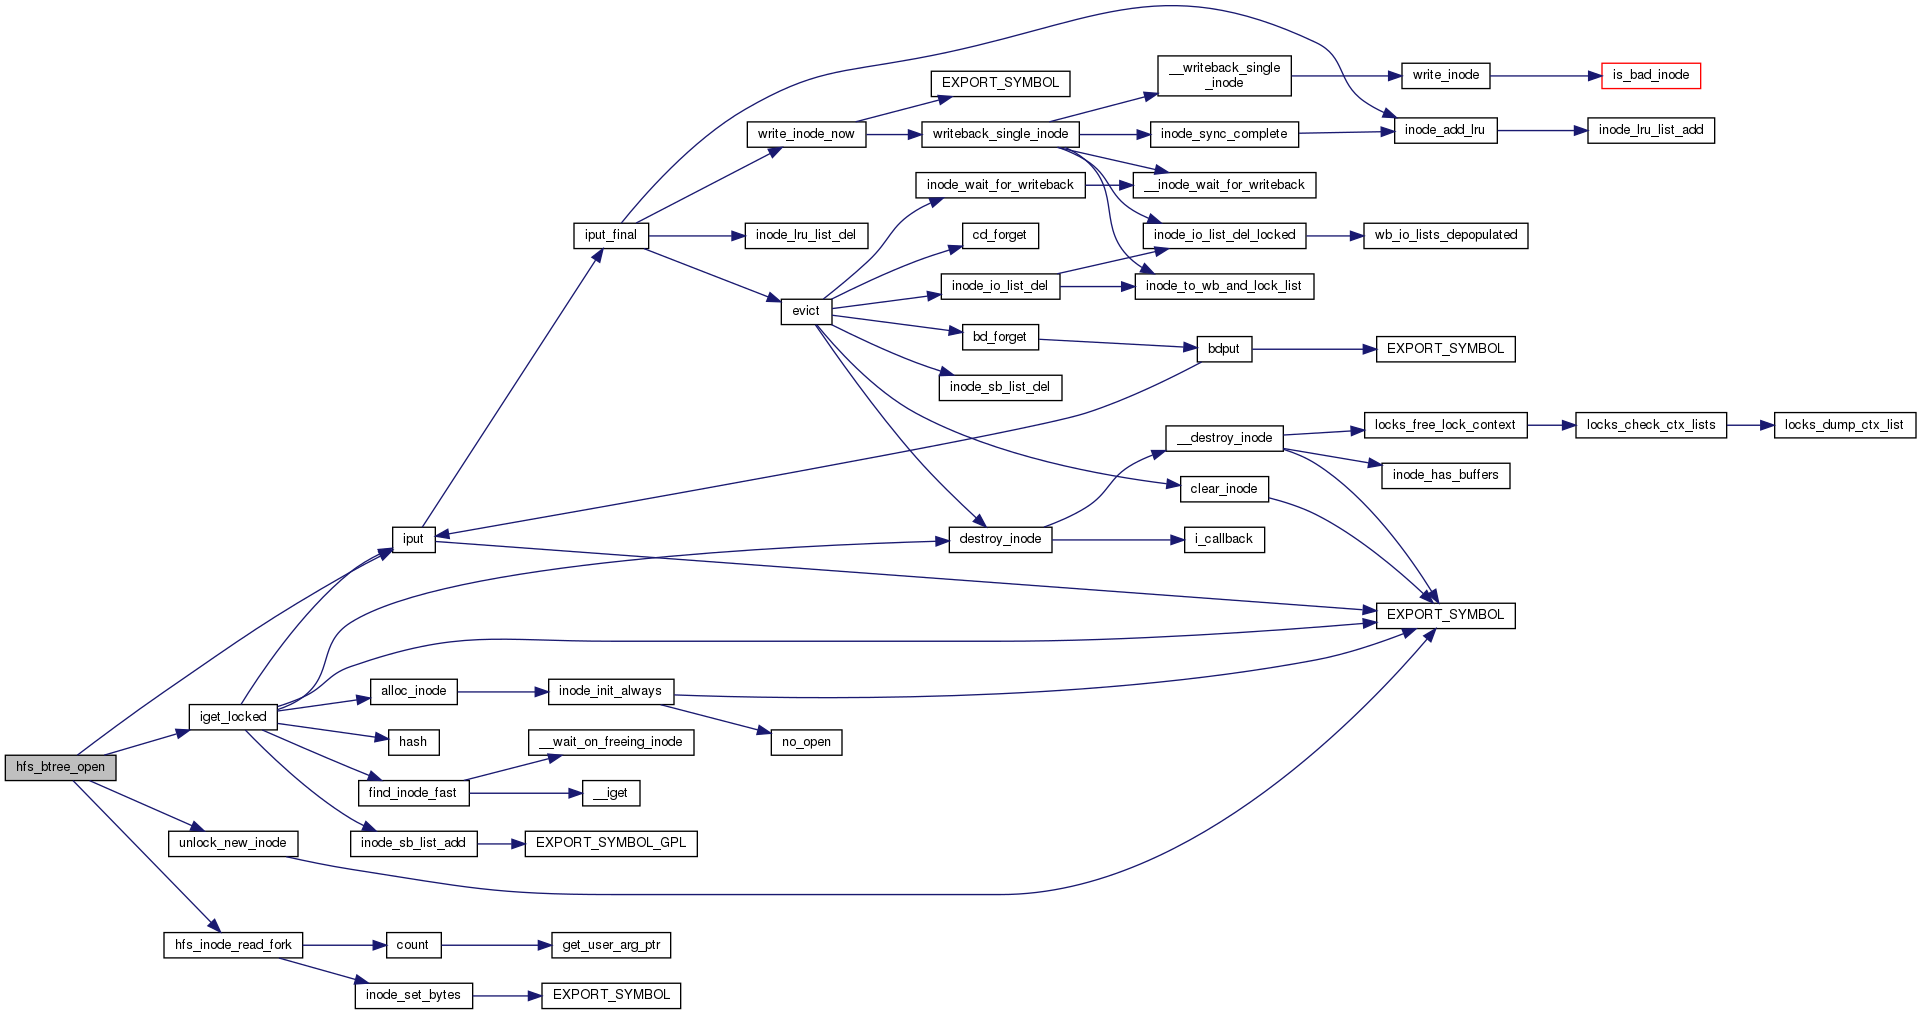 EXPORT_SYMBOL
__writeback_single
_inode
write_inode
is_bad_inode
write_inode_now
writeback_single_inode
inode_sync_complete
inode_add_lru
inode_lru_list_add
inode_wait_for_writeback
__inode_wait_for_writeback
iput_final
inode_lru_list_del
cd_forget
inode_io_list_del_locked
wb_io_lists_depopulated
evict
inode_io_list_del
inode_to_wb_and_lock_list
bd_forget
bdput
EXPORT_SYMBOL
inode_sb_list_del
__destroy_inode
locks_free_lock_context
locks_check_ctx_lists
locks_dump_ctx_list
inode_has_buffers
clear_inode
iput
destroy_inode
i_callback
EXPORT_SYMBOL
alloc_inode
inode_init_always
iget_locked
hash
__wait_on_freeing_inode
no_open
hfs_btree_open
find_inode_fast
__iget
unlock_new_inode
inode_sb_list_add
EXPORT_SYMBOL_GPL
hfs_inode_read_fork
count
get_user_arg_ptr
inode_set_bytes
EXPORT_SYMBOL